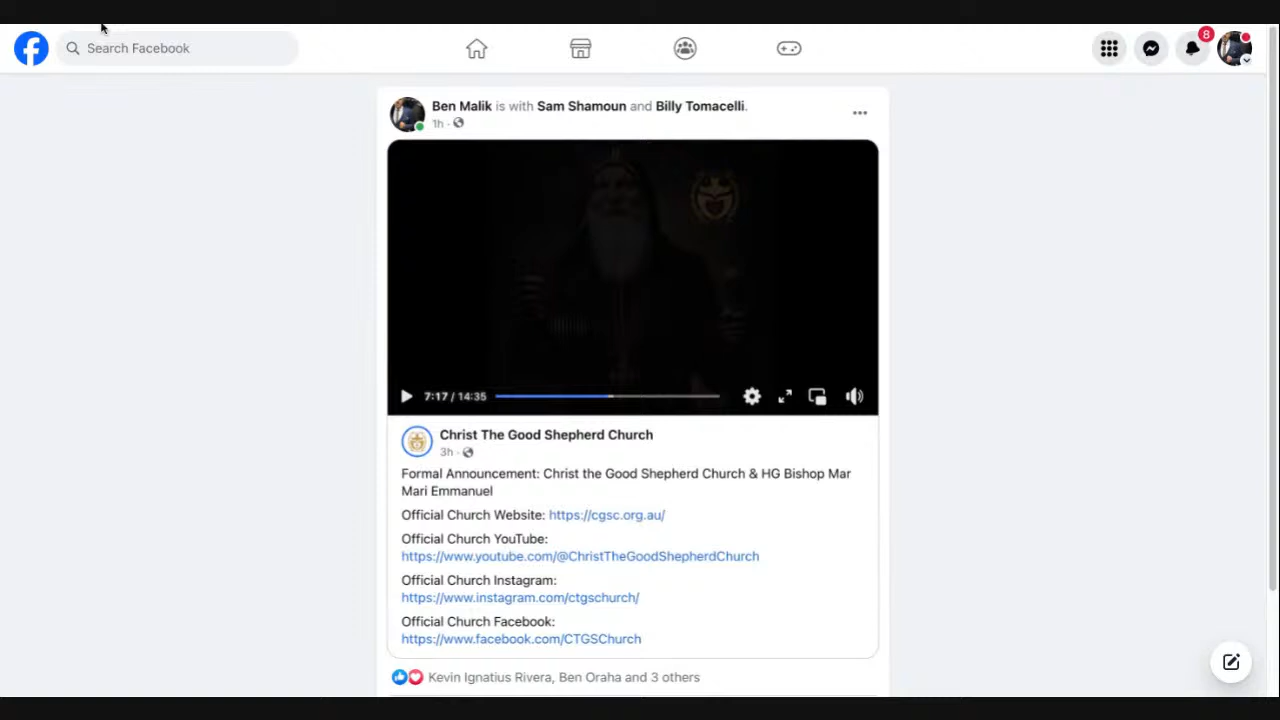 Search Facebook
8
Ben Malik is with Sam Shamoun and Billy Tomacelli.
1h ·
7:17 / 14:35
Christ The Good Shepherd Church
3h ·
Formal Announcement: Christ the Good Shepherd Church & HG Bishop Mar
Mari Emmanuel
Official Church Website: https://cgsc.org.au/
Official Church YouTube:
https://www.youtube.com/@ChristTheGoodShepherdChurch
Official Church Instagram:
https://www.instagram.com/ctgschurch/
Official Church Facebook:
https://www.facebook.com/CTGSChurch
Kevin Ignatius Rivera, Ben Oraha and 3 others